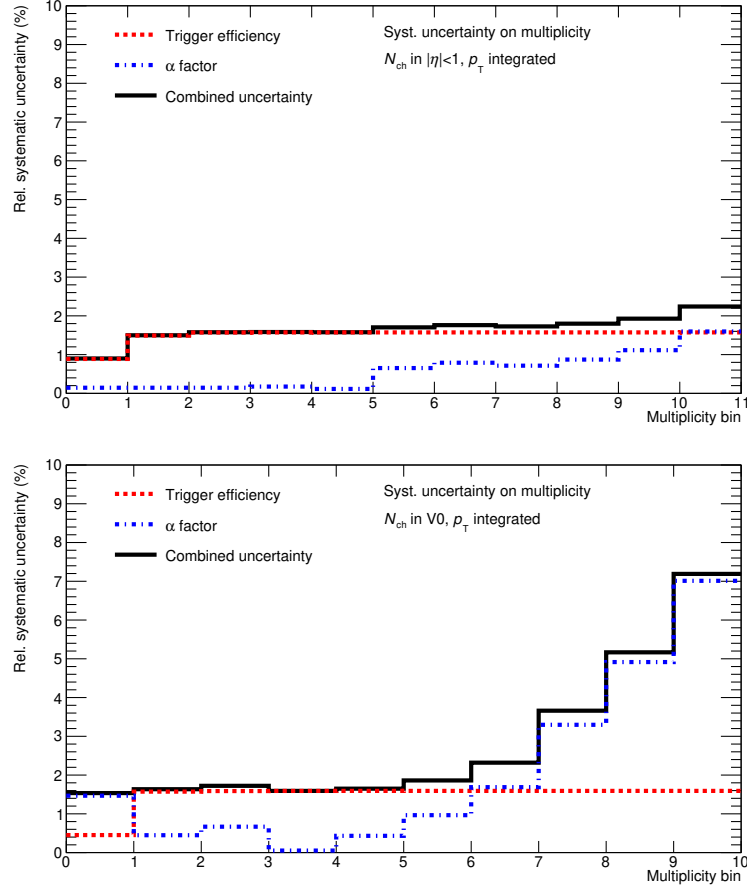 Rel. systematic uncertainty (%)
10
9
8
7
6
5
4
3
2
1
0
Trigger efficiency
α factor
Combined uncertainty
Syst. uncertainty on multiplicity
N_ch in |η|<1, p_T integrated
0 1 2 3 4 5 6 7 8 9 10 11
Multiplicity bin
Rel. systematic uncertainty (%)
10
9
8
7
6
5
4
3
2
1
0
Trigger efficiency
α factor
Combined uncertainty
Syst. uncertainty on multiplicity
N_ch in V0, p_T integrated
0 1 2 3 4 5 6 7 8 9 10
Multiplicity bin